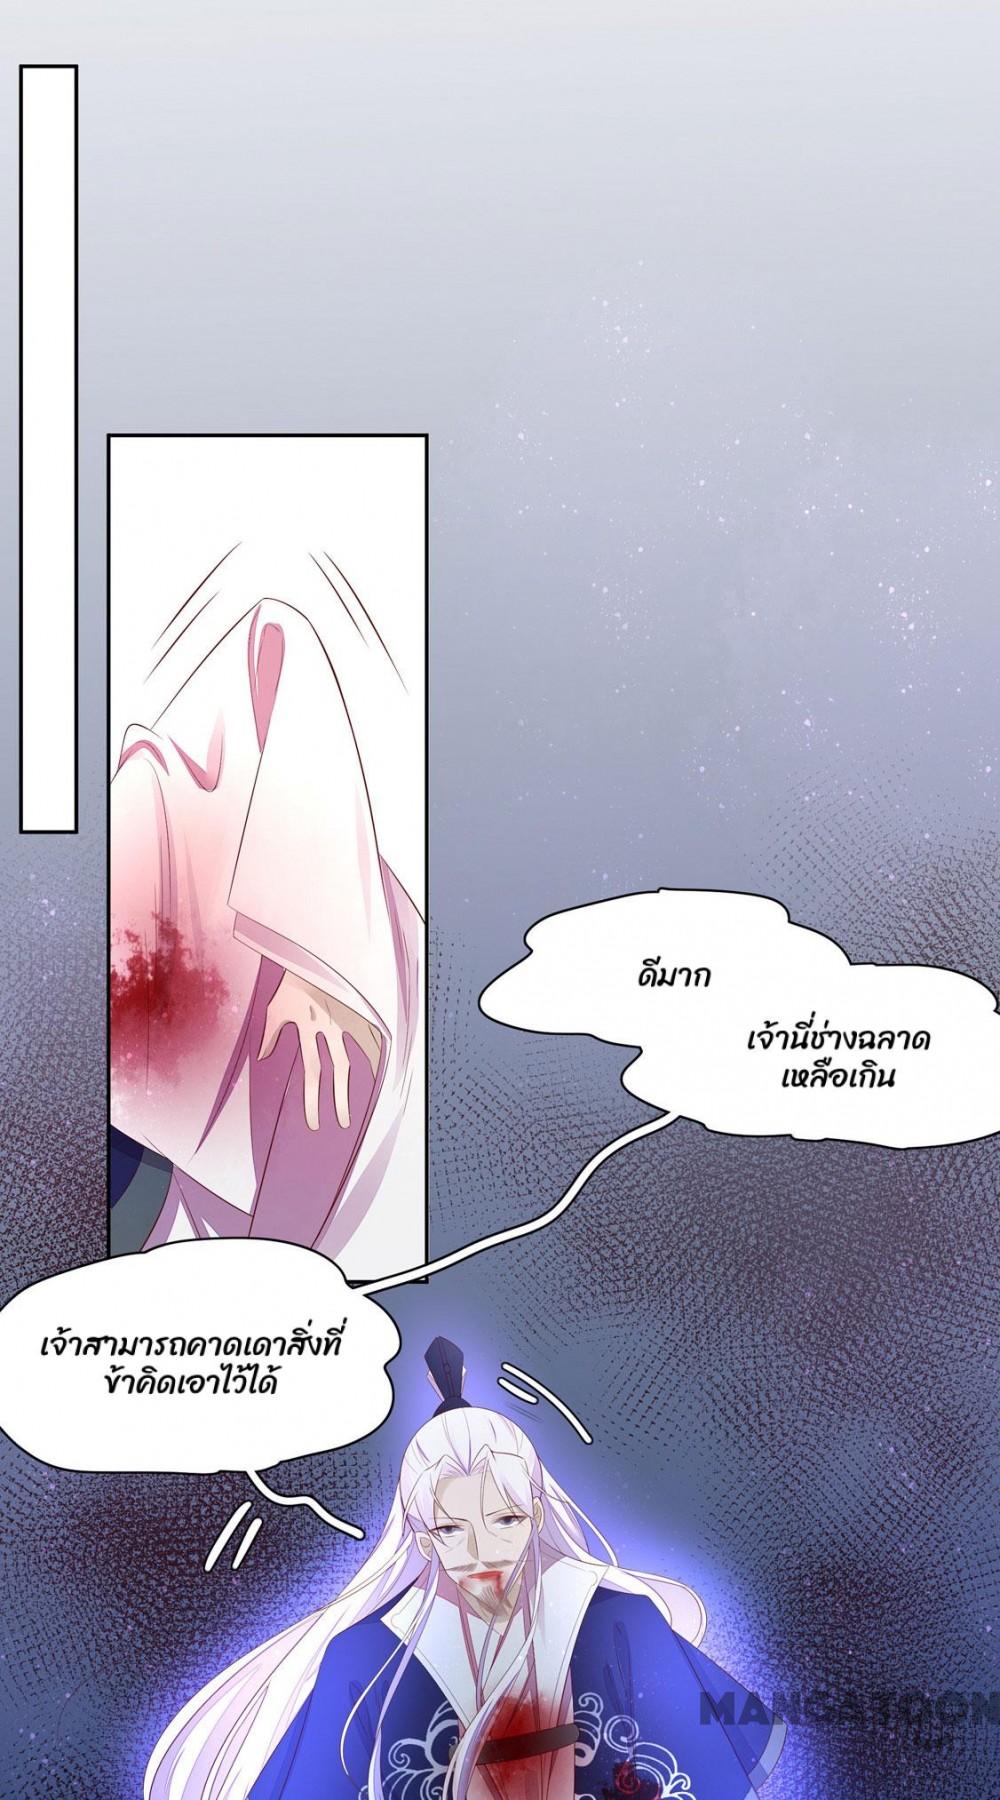 ดีมาก
เจ้านี่ช่างฉลาด
เหลือเกิน
เจ้าสามารถคาดเดาสิ่งที่
ข้าคิดเอาไว้ได้
MANGATOON